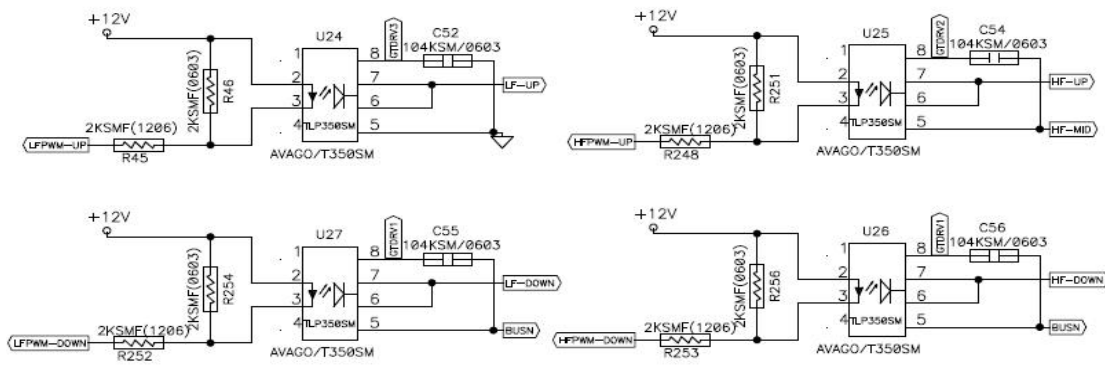 +12V
U24
GTDRV3
C52
104KSM/0603
1
8
2KSMF(0603)
R46
2
7
LF-UP
3
6
4
TLP350SM
5
2KSMF(1206)
LFPWM-UP
R45
AVAGO/T350SM
+12V
U25
GTDRV2
C54
104KSM/0603
1
8
2KSMF(0603)
R251
2
7
HF-UP
3
6
4
TLP350SM
5
HF-MID
2KSMF(1206)
HFPWM-UP
R248
AVAGO/T350SM
+12V
U27
GTDRV1
C55
104KSM/0603
1
8
2KSMF(0603)
R254
2
7
LF-DOWN
3
6
4
TLP350SM
5
BUSN
2KSMF(1206)
LFPWM-DOWN
R252
AVAGO/T350SM
+12V
U26
GTDRV1
C56
104KSM/0603
1
8
2KSMF(0603)
R256
2
7
HF-DOWN
3
6
4
TLP350SM
5
BUSN
2KSMF(1206)
HFPWM-DOWN
R253
AVAGO/T350SM